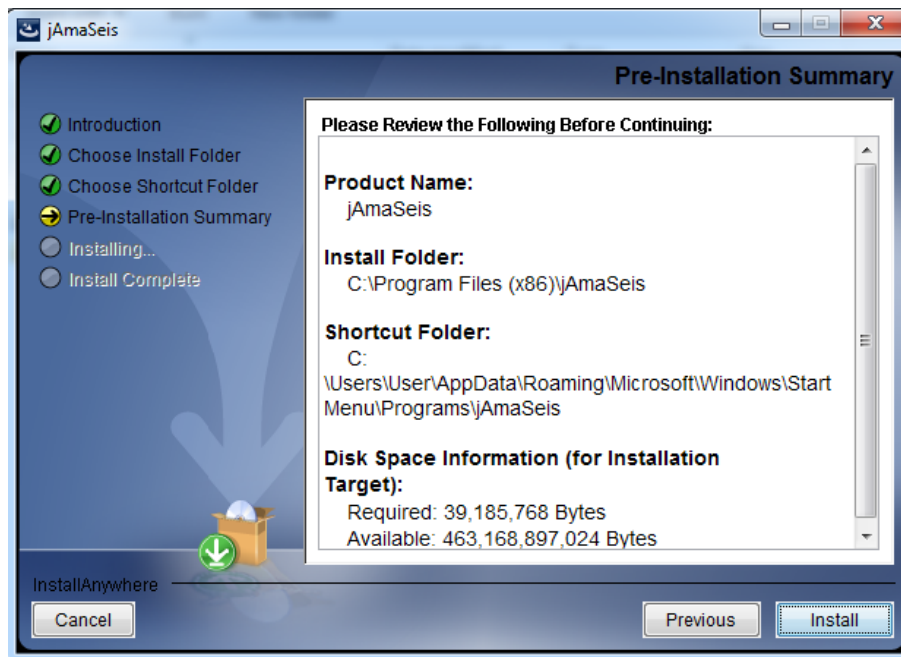 jAmaSeis
Pre-Installation Summary
Introduction
Choose Install Folder
Choose Shortcut Folder
Pre-Installation Summary
Installing...
Install Complete
Please Review the Following Before Continuing:
Product Name:
jAmaSeis
Install Folder:
C:\Program Files (x86)\jAmaSeis
Shortcut Folder:
C:
\Users\User\AppData\Roaming\Microsoft\Windows\Start
Menu\Programs\jAmaSeis
Disk Space Information (for Installation
Target):
Required: 39,185,768 Bytes
Available: 463,168,897,024 Bytes
InstallAnywhere
Cancel
Previous
Install